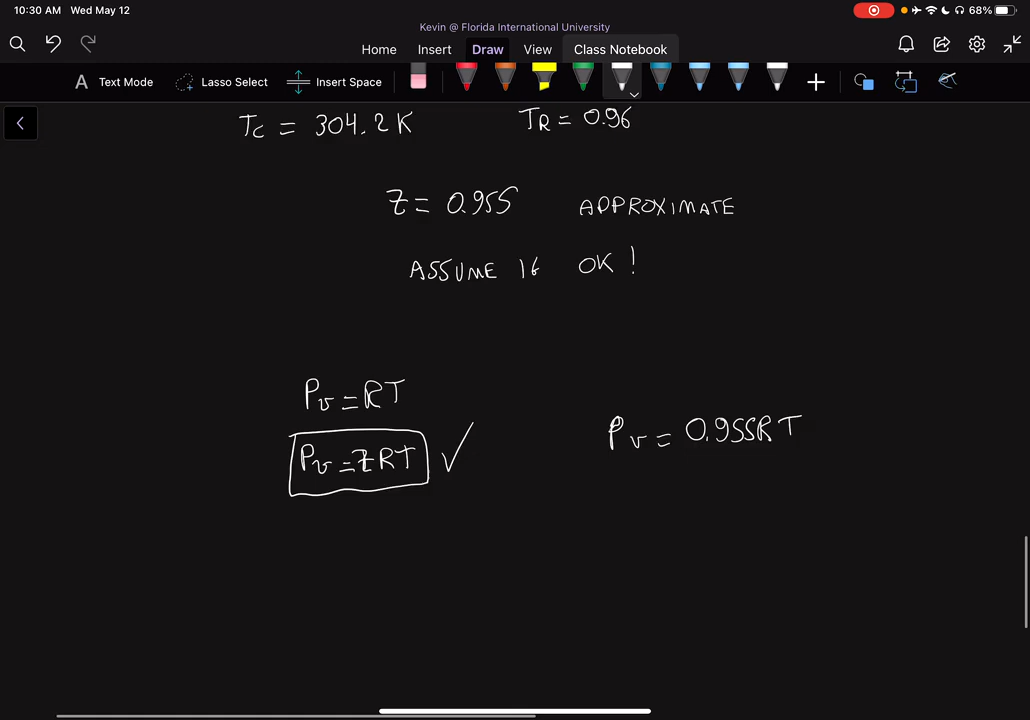 10:30 AM Wed May 12
68%
Kevin @ Florida International University
Home Insert Draw View Class Notebook
Text Mode Lasso Select Insert Space
Tc = 304.2 K TR = 0.96
Z = 0.955 APPROXIMATE
ASSUME IG OK !
Pv = RT
Pv = ZRT ✓
Pv = 0.955RT